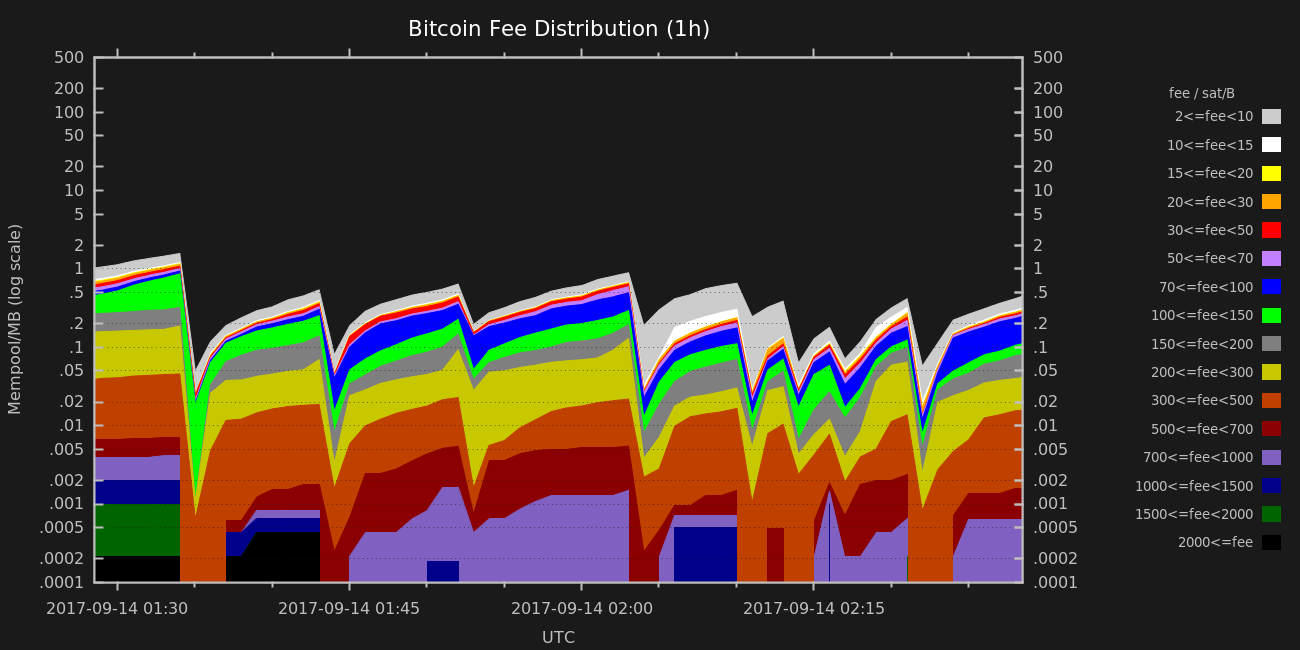 Bitcoin Fee Distribution (1h)
Mempool/MB (log scale)
500
200
100
50
20
10
5
2
1
.5
.2
.1
.05
.02
.01
.005
.002
.001
.0005
.0002
.0001
500
200
100
50
20
10
5
2
1
.5
.2
.1
.05
.02
.01
.005
.002
.001
.0005
.0002
.0001
2017-09-14 01:30
2017-09-14 01:45
2017-09-14 02:00
2017-09-14 02:15
UTC
fee / sat/B
2<=fee<10
10<=fee<15
15<=fee<20
20<=fee<30
30<=fee<50
50<=fee<70
70<=fee<100
100<=fee<150
150<=fee<200
200<=fee<300
300<=fee<500
500<=fee<700
700<=fee<1000
1000<=fee<1500
1500<=fee<2000
2000<=fee